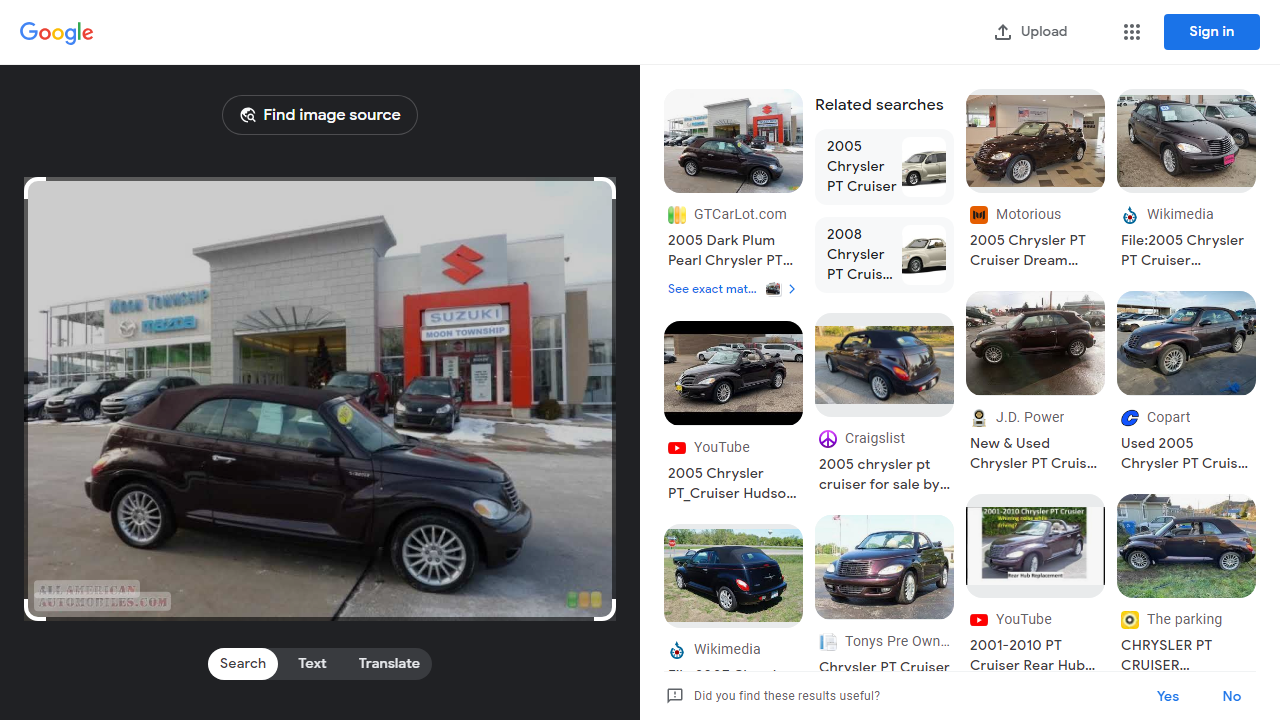 Google
Upload
Sign in
Find image source
MOON TOWNSHIP
mazda
SUZUKI
MOON TOWNSHIP
ALL AMERICAN
AUTOMOBILES.COM
Search
Text
Translate
GTCarLot.com
2005 Dark Plum
Pearl Chrysler PT...
See exact mat...
YouTube
2005 Chrysler
PT_Cruiser Hudso...
Wikimedia
Related searches
2005
Chrysler
PT Cruiser
2008
Chrysler
PT Cruis...
Craigslist
2005 chrysler pt
cruiser for sale by...
Tonys Pre Own...
Chrysler PT Cruiser
Motorious
2005 Chrysler PT
Cruiser Dream...
J.D. Power
New & Used
Chrysler PT Cruis...
2001-2010 PT Crusier
Whining noise while
driving?
Rear Hub Replacement
YouTube
2001-2010 PT
Cruiser Rear Hub...
Wikimedia
File:2005 Chrysler
PT Cruiser...
Copart
Used 2005
Chrysler PT Cruis...
The parking
CHRYSLER PT
CRUISER...
Did you find these results useful?
Yes
No